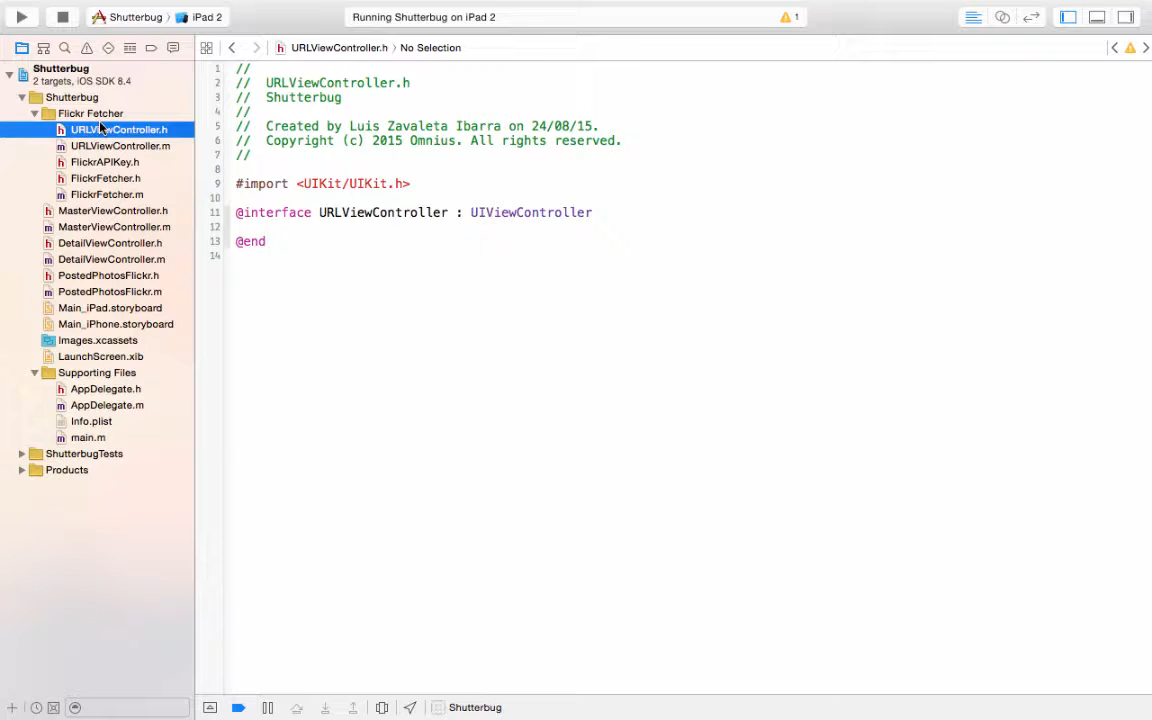 Shutterbug › iPad 2
Running Shutterbug on iPad 2
1
URLViewController.h › No Selection
Shutterbug
2 targets, iOS SDK 8.4
Shutterbug
Flickr Fetcher
URLViewController.h
URLViewController.m
FlickrAPIKey.h
FlickrFetcher.h
FlickrFetcher.m
MasterViewController.h
MasterViewController.m
DetailViewController.h
DetailViewController.m
PostedPhotosFlickr.h
PostedPhotosFlickr.m
Main_iPad.storyboard
Main_iPhone.storyboard
Images.xcassets
LaunchScreen.xib
Supporting Files
AppDelegate.h
AppDelegate.m
Info.plist
main.m
ShutterbugTests
Products
1 //
2 // URLViewController.h
3 // Shutterbug
4 //
5 // Created by Luis Zavaleta Ibarra on 24/08/15.
6 // Copyright (c) 2015 Omnius. All rights reserved.
7 //
8
9 #import <UIKit/UIKit.h>
10
11 @interface URLViewController : UIViewController
12
13 @end
14
Shutterbug